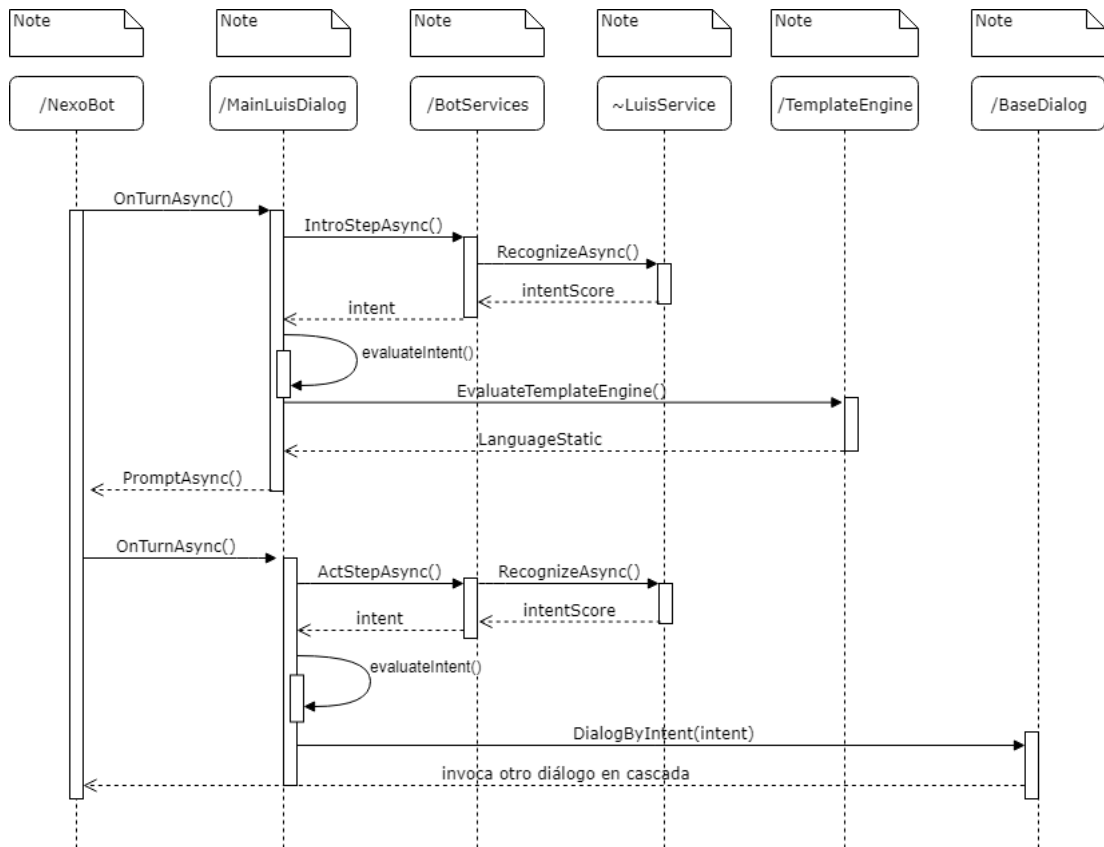 Note
Note
Note
Note
Note
Note
/NexoBot
/MainLuisDialog
/BotServices
~LuisService
/TemplateEngine
/BaseDialog
OnTurnAsync()
IntroStepAsync()
RecognizeAsync()
intentScore
intent
evaluateIntent()
EvaluateTemplateEngine()
LanguageStatic
PromptAsync()
OnTurnAsync()
ActStepAsync()
RecognizeAsync()
intentScore
intent
evaluateIntent()
DialogByIntent(intent)
invoca otro diálogo en cascada